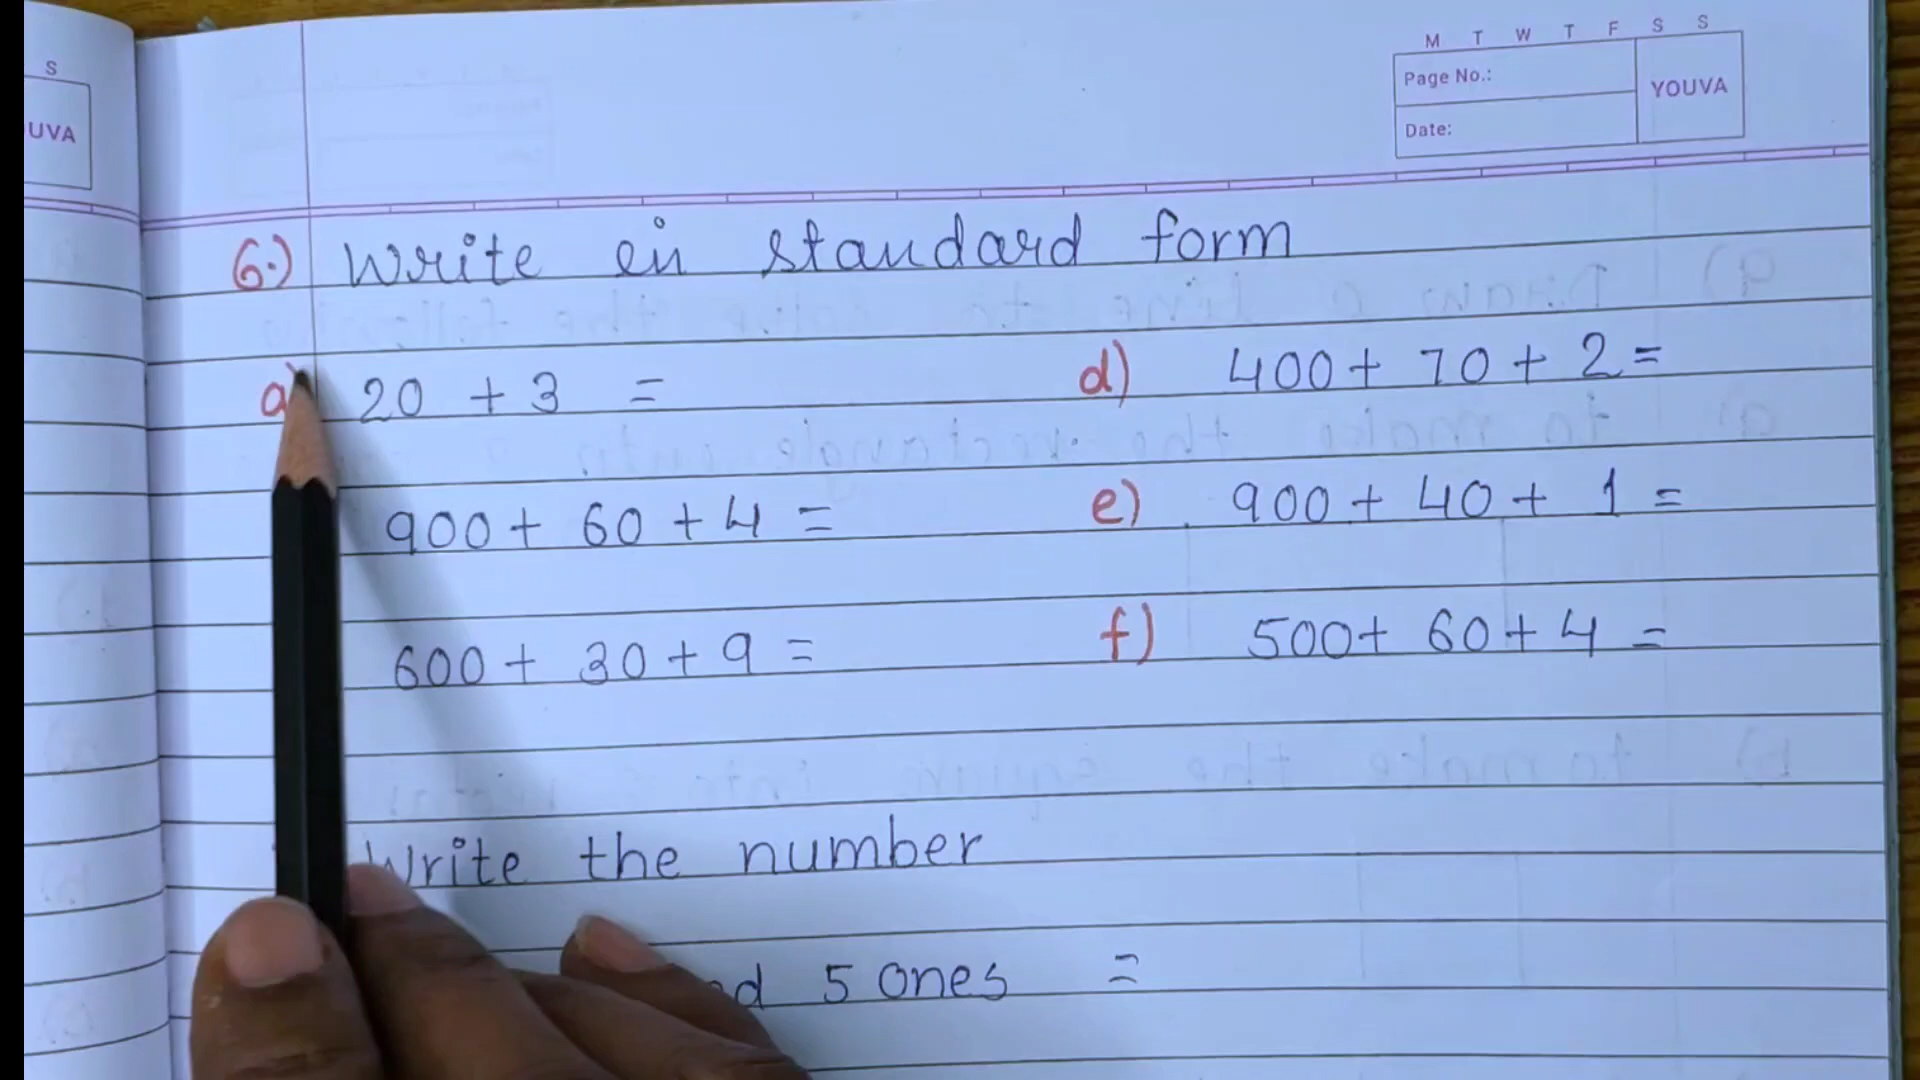 S
UVA
M T W T F S S
Page No.:
YOUVA
Date:
6.) Write in standard form
a) 20 + 3 =
d) 400 + 70 + 2 =
900 + 60 + 4 =
e) 900 + 40 + 1 =
600 + 30 + 9 =
f) 500 + 60 + 4 =
Write the number
5 ones =